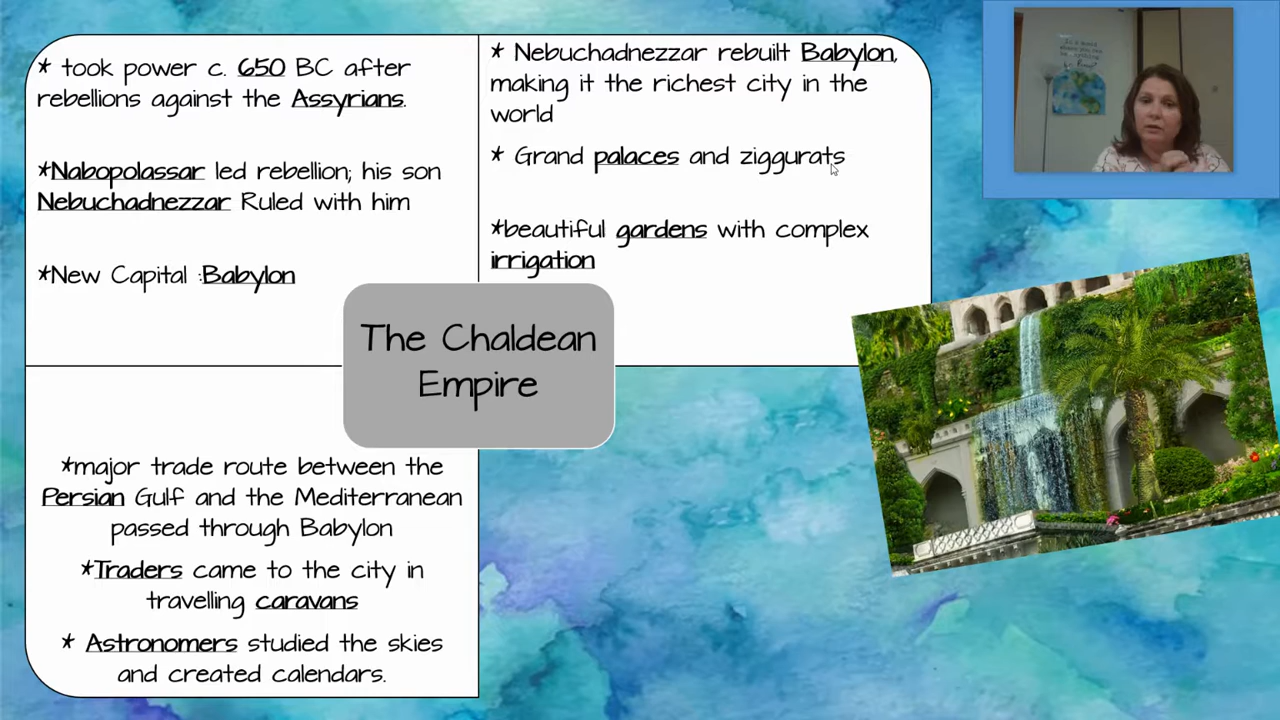 * took power c. 650 BC after
rebellions against the Assyrians.
*Nabopolassar led rebellion; his son
Nebuchadnezzar Ruled with him
*New Capital :Babylon
* Nebuchadnezzar rebuilt Babylon,
making it the richest city in the
world
* Grand palaces and ziggurats
*beautiful gardens with complex
irrigation
The Chaldean
Empire
*major trade route between the
Persian Gulf and the Mediterranean
passed through Babylon
*Traders came to the city in
travelling caravans
* Astronomers studied the skies
and created calendars.